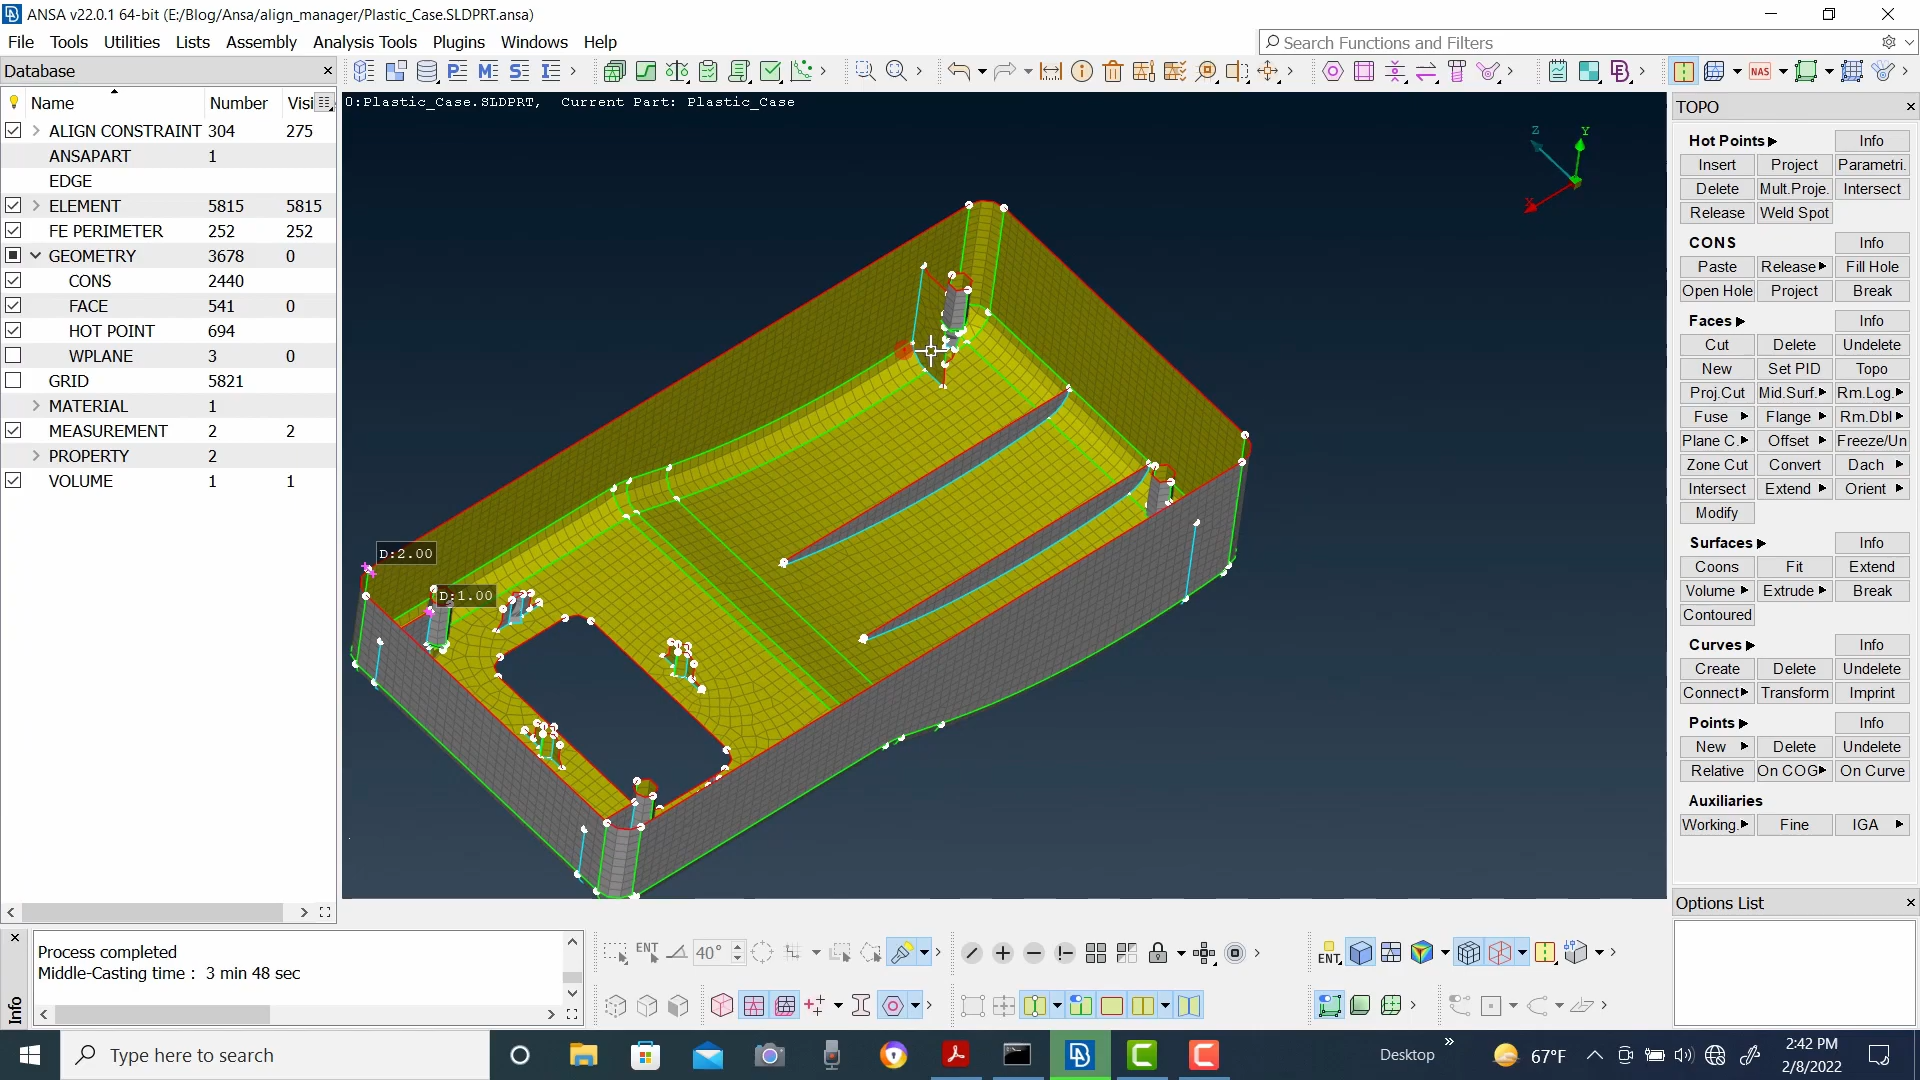 ANSA v22.0.1 64-bit (E:/Blog/Ansa/align_manager/Plastic_Case.SLDPRT.ansa)
File Tools Utilities Lists Assembly Analysis Tools Plugins Windows Help
Search Functions and Filters
Database
Name Number Visi
ALIGN CONSTRAINT 304 275
ANSAPART 1
EDGE
ELEMENT 5815 5815
FE PERIMETER 252 252
GEOMETRY 3678 0
CONS 2440
FACE 541 0
HOT POINT 694
WPLANE 3 0
GRID 5821
MATERIAL 1
MEASUREMENT 2 2
PROPERTY 2
VOLUME 1 1
0:Plastic_Case.SLDPRT, Current Part: Plastic_Case
Z Y
X
D:2.00
D:1.00
NAS
TOPO
Hot Points Info
Insert Project Parametri.
Delete Mult.Proje. Intersect
Release Weld Spot
CONS Info
Paste Release Fill Hole
Open Hole Project Break
Faces Info
Cut Delete Undelete
New Set PID Topo
Proj.Cut Mid.Surf. Rm.Log.
Fuse Flange Rm.Dbl
Plane C. Offset Freeze/Un
Zone Cut Convert Dach
Intersect Extend Orient
Modify
Surfaces Info
Coons Fit Extend
Volume Extrude Break
Contoured
Curves Info
Create Delete Undelete
Connect Transform Imprint
Points Info
New Delete Undelete
Relative On COG On Curve
Auxiliaries
Working. Fine IGA
Options List
Process completed
Middle-Casting time : 3 min 48 sec
Info
ENT 40°
ENT
Type here to search
Desktop
67°F
2:42 PM
2/8/2022